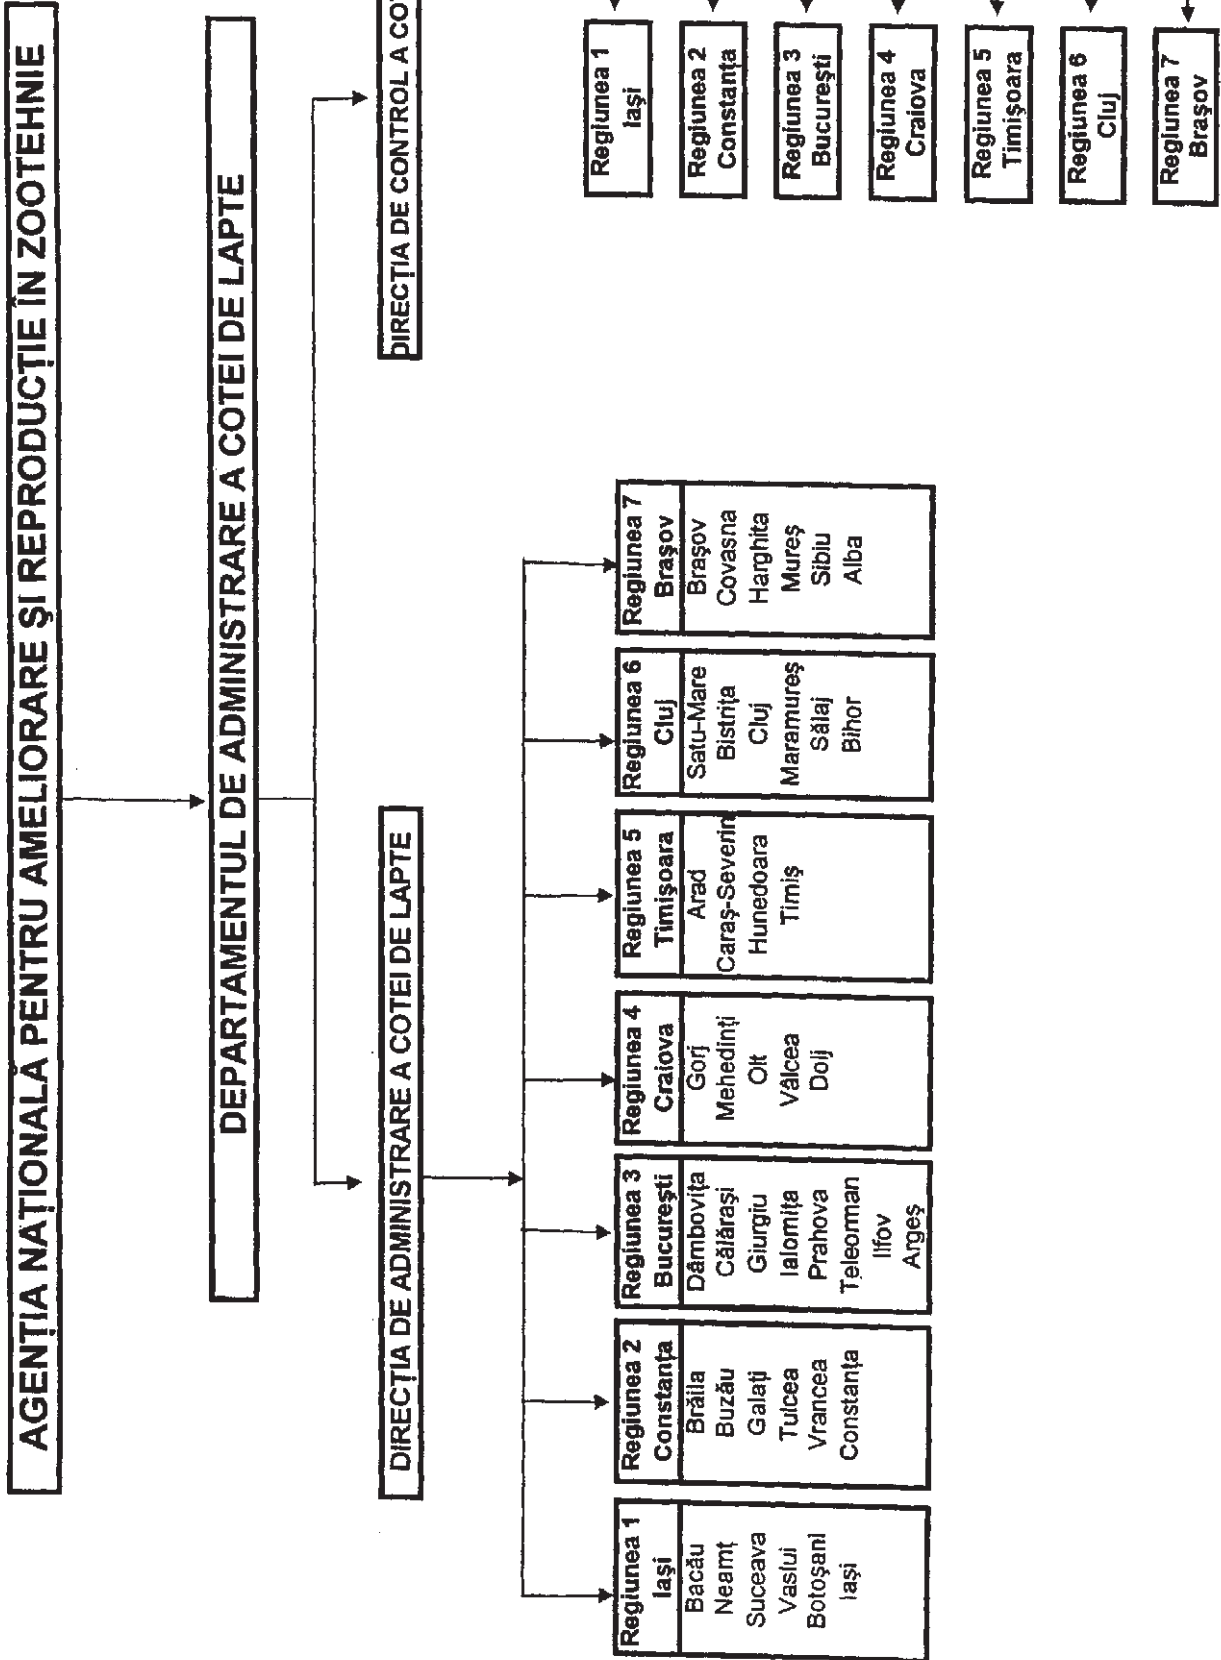 AGENȚIA NAȚIONALĂ PENTRU AMELIORARE ȘI REPRODUCȚIE ÎN ZOOTEHNIE
DEPARTAMENTUL DE ADMINISTRARE A COTEI DE LAPTE
DIRECȚIA DE ADMINISTRARE A COTEI DE LAPTE
DIRECȚIA DE CONTROL A
Regiunea 1
Iași
Bacău
Neamț
Suceava
Vaslui
Botoșani
Iași
Regiunea 2
Constanța
Brăila
Buzău
Galați
Tulcea
Vrancea
Constanța
Regiunea 3
București
Dâmbovița
Călărași
Giurgiu
Ialomița
Prahova
Teleorman
Ilfov
Argeș
Regiunea 4
Craiova
Gorj
Mehedinți
Olt
Vâlcea
Dolj
Regiunea 5
Timișoara
Arad
Caraș-Severin
Hunedoara
Timiș
Regiunea 6
Cluj
Satu-Mare
Bistrița
Cluj
Maramureș
Sălaj
Bihor
Regiunea 7
Brașov
Brașov
Covasna
Harghita
Mureș
Sibiu
Alba
Regiunea 1
Iași
Regiunea 2
Constanța
Regiunea 3
București
Regiunea 4
Craiova
Regiunea 5
Timișoara
Regiunea 6
Cluj
Regiunea 7
Brașov